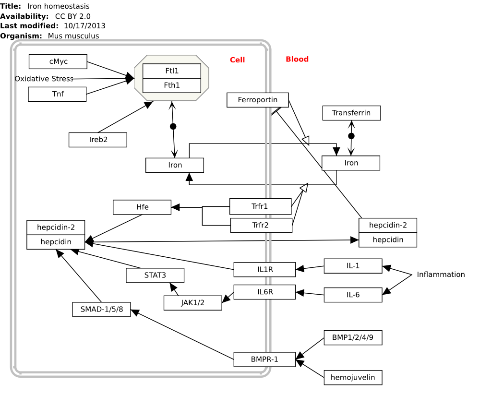 Title: Iron homeostasis
Availability: CC BY 2.0
Last modified: 10/17/2013
Organism: Mus musculus
cMyc
Oxidative Stress
Tnf
Ftl1
Fth1
Cell
Blood
Ferroportin
Transferrin
Ireb2
Iron
Iron
Hfe
Trfr1
Trfr2
hepcidin-2
hepcidin
hepcidin-2
hepcidin
STAT3
IL1R
IL-1
Inflammation
JAK1/2
IL6R
IL-6
SMAD-1/5/8
BMP1/2/4/9
BMPR-1
hemojuvelin